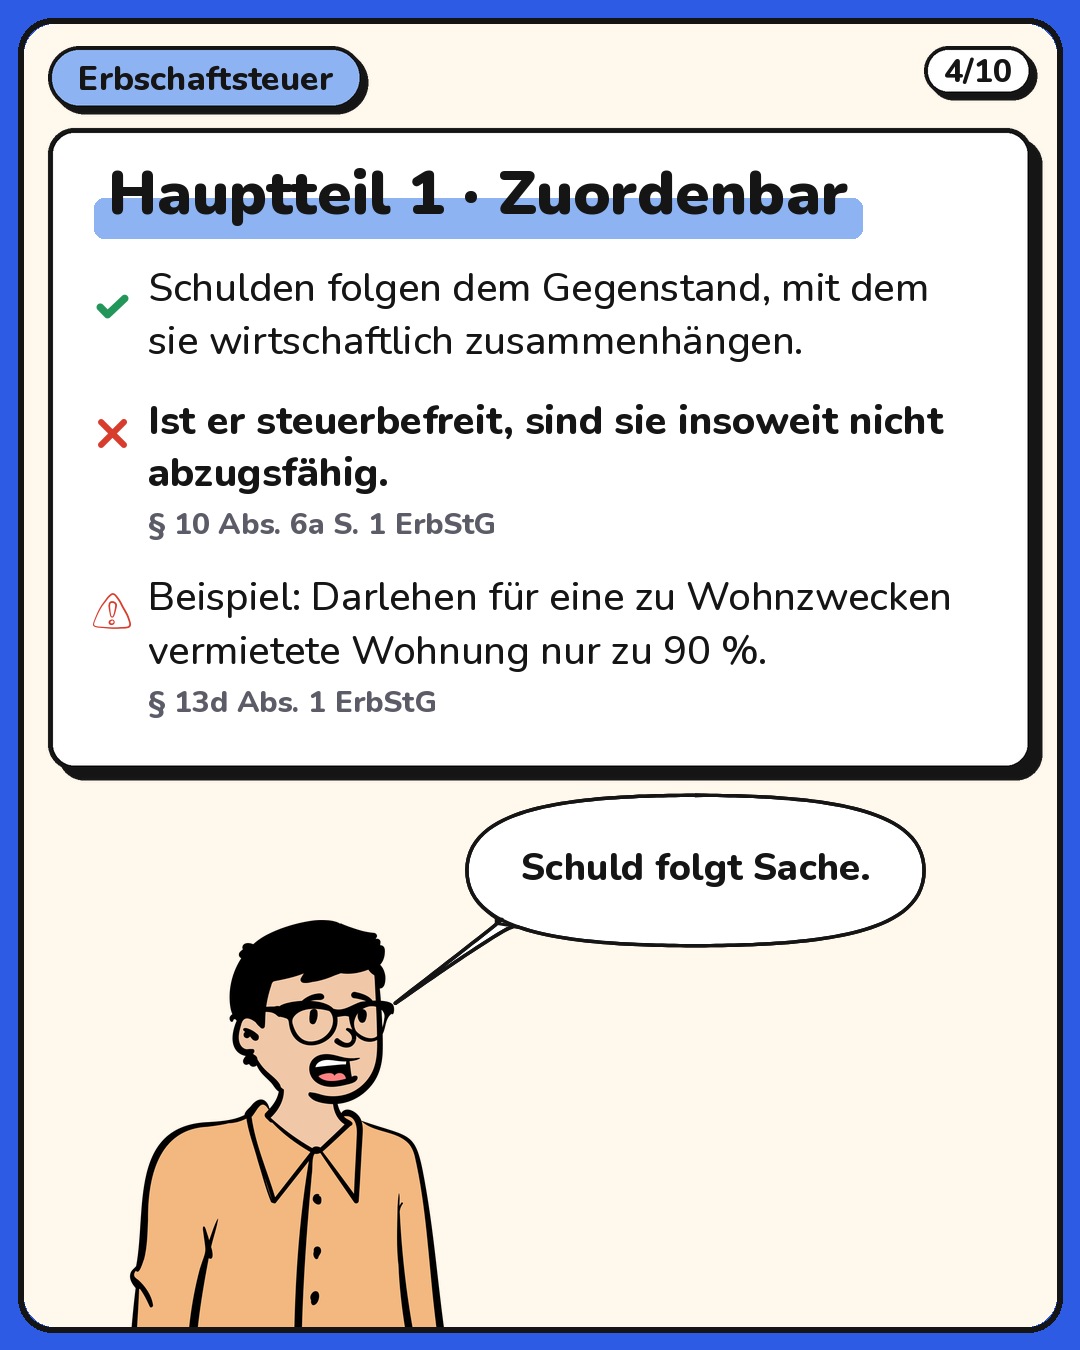 Erbschaftsteuer
4/10
Hauptteil 1 · Zuordenbar
Schulden folgen dem Gegenstand, mit dem
sie wirtschaftlich zusammenhängen.
Ist er steuerbefreit, sind sie insoweit nicht
abzugsfähig.
§ 10 Abs. 6a S. 1 ErbStG
Beispiel: Darlehen für eine zu Wohnzwecken
vermietete Wohnung nur zu 90 %.
§ 13d Abs. 1 ErbStG
Schuld folgt Sache.